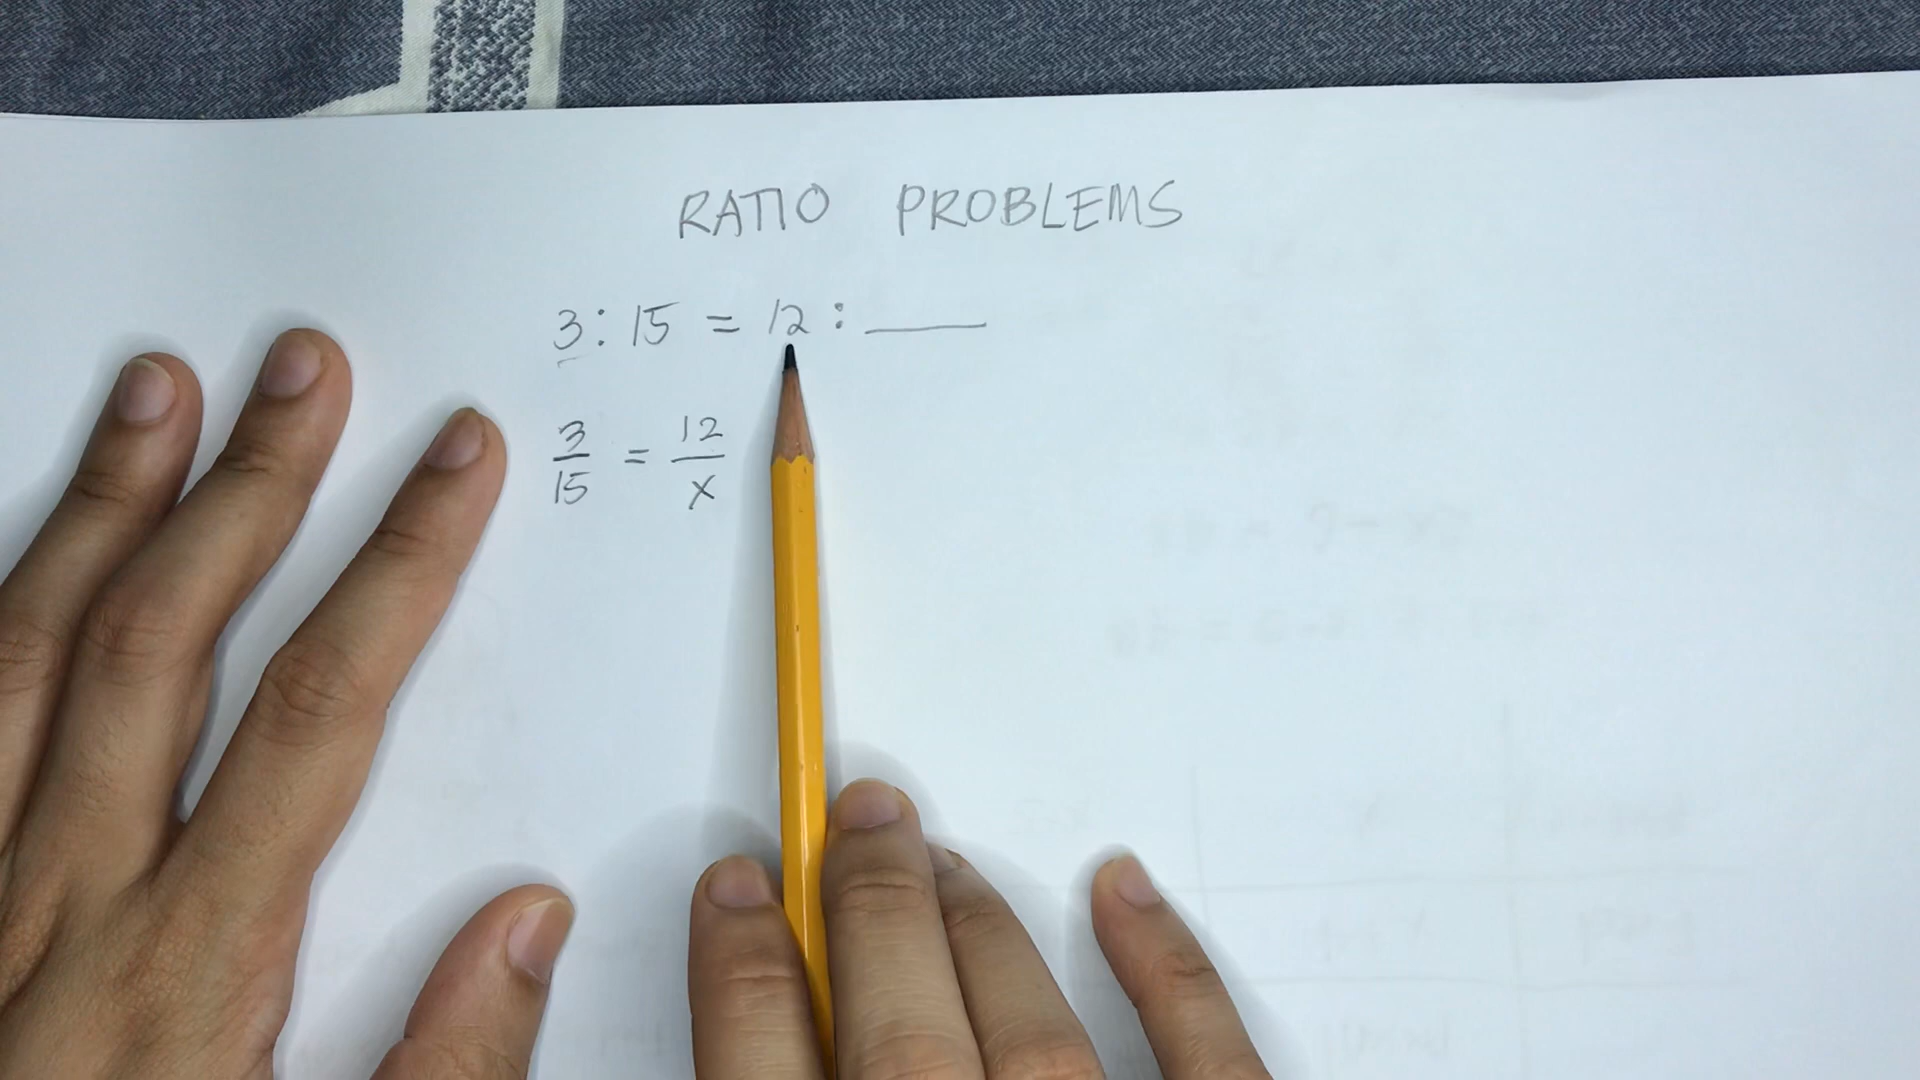 RATIO PROBLEMS
3 : 15 = 12 : ____
3/15 = 12/x